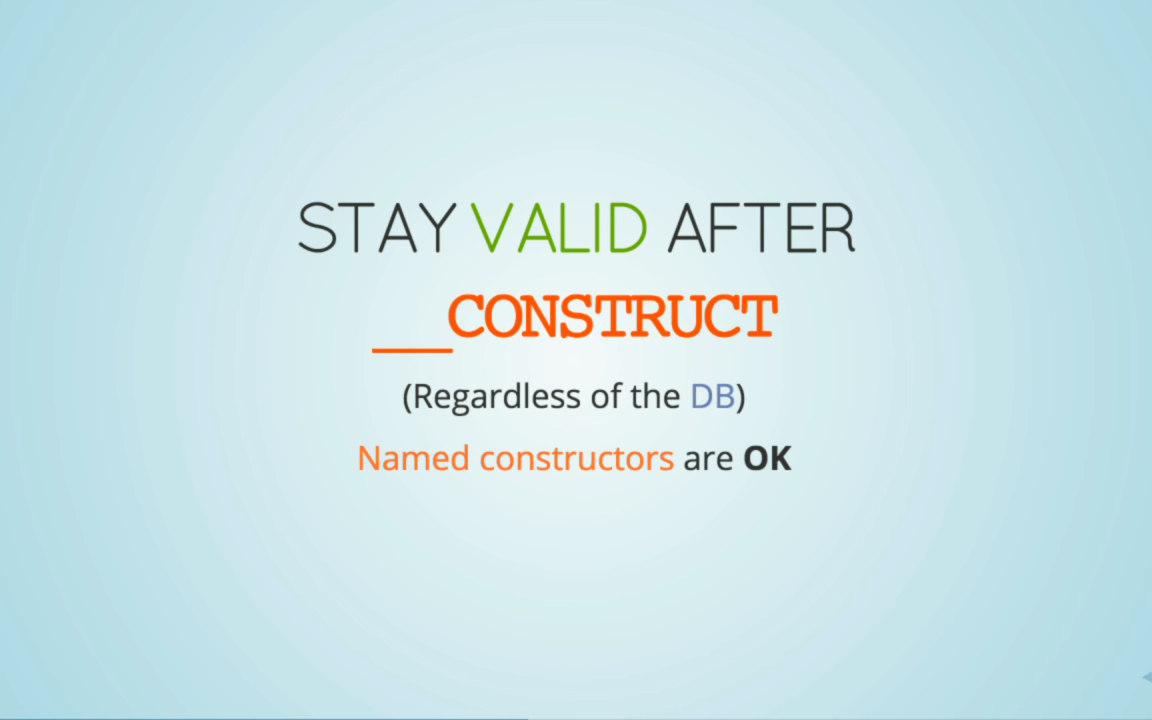 STAY VALID AFTER
__CONSTRUCT
(Regardless of the DB)
Named constructors are OK